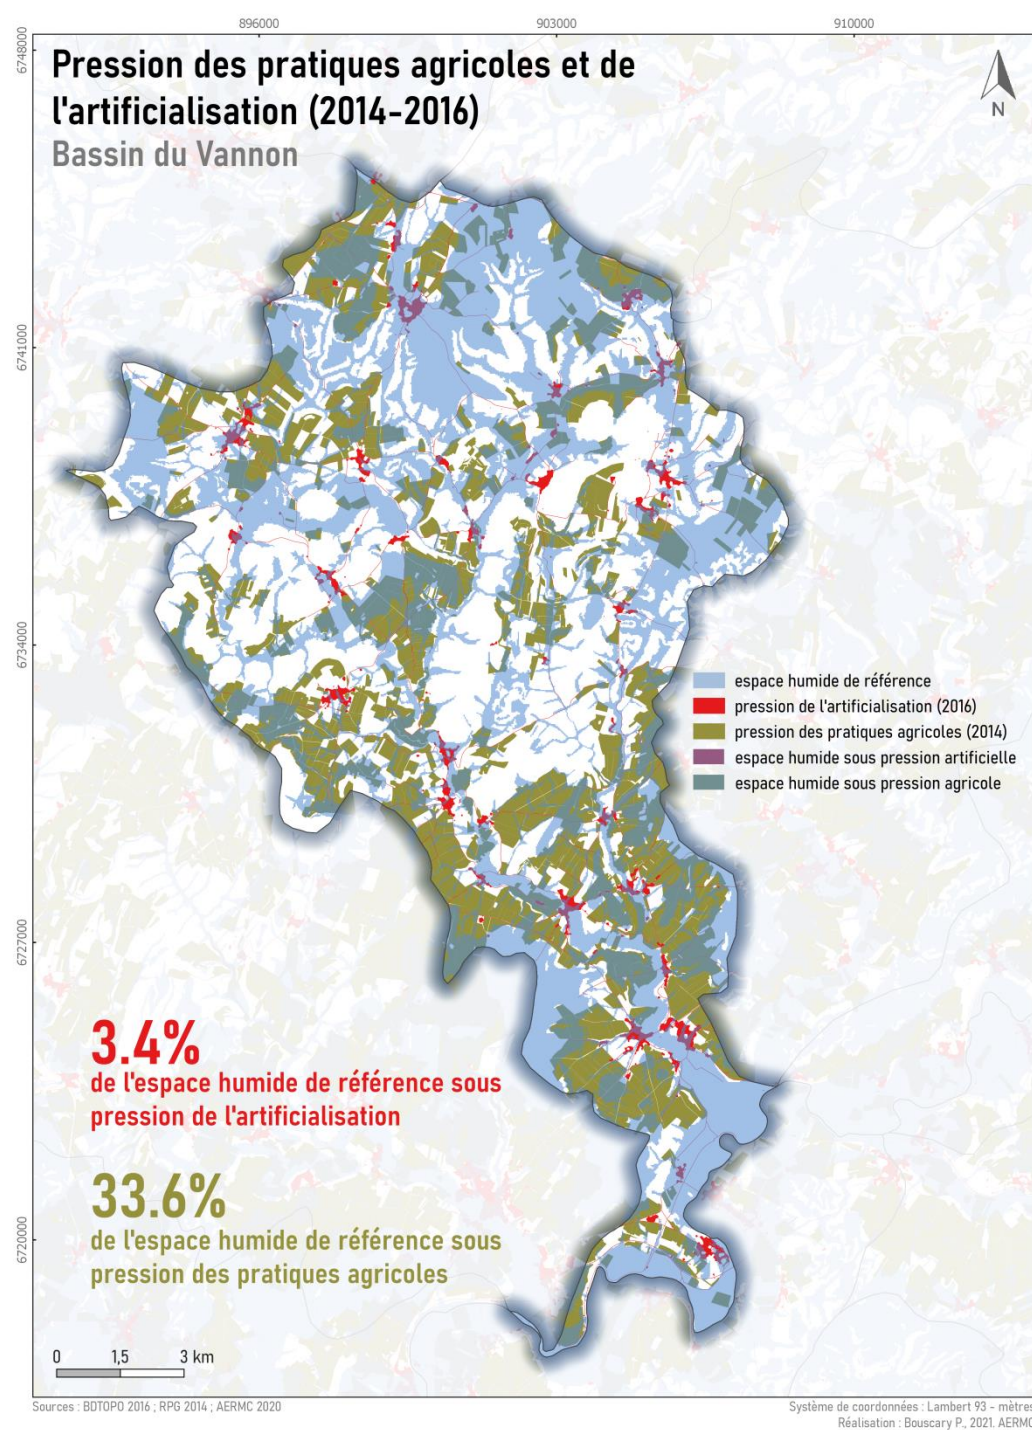 896000
903000
910000
6748000
Pression des pratiques agricoles et de
l'artificialisation (2014-2016)
Bassin du Vannon
N
6741000
6734000
espace humide de référence
pression de l'artificialisation (2016)
pression des pratiques agricoles (2014)
espace humide sous pression artificielle
espace humide sous pression agricole
6727000
3.4%
de l'espace humide de référence sous
pression de l'artificialisation
33.6%
de l'espace humide de référence sous
pression des pratiques agricoles
6720000
0 1,5 3 km
Sources : BDTOPO 2016 ; RPG 2014 ; AERMC 2020
Système de coordonnées : Lambert 93 - mètres
Réalisation : Bouscary P., 2021. AERMC